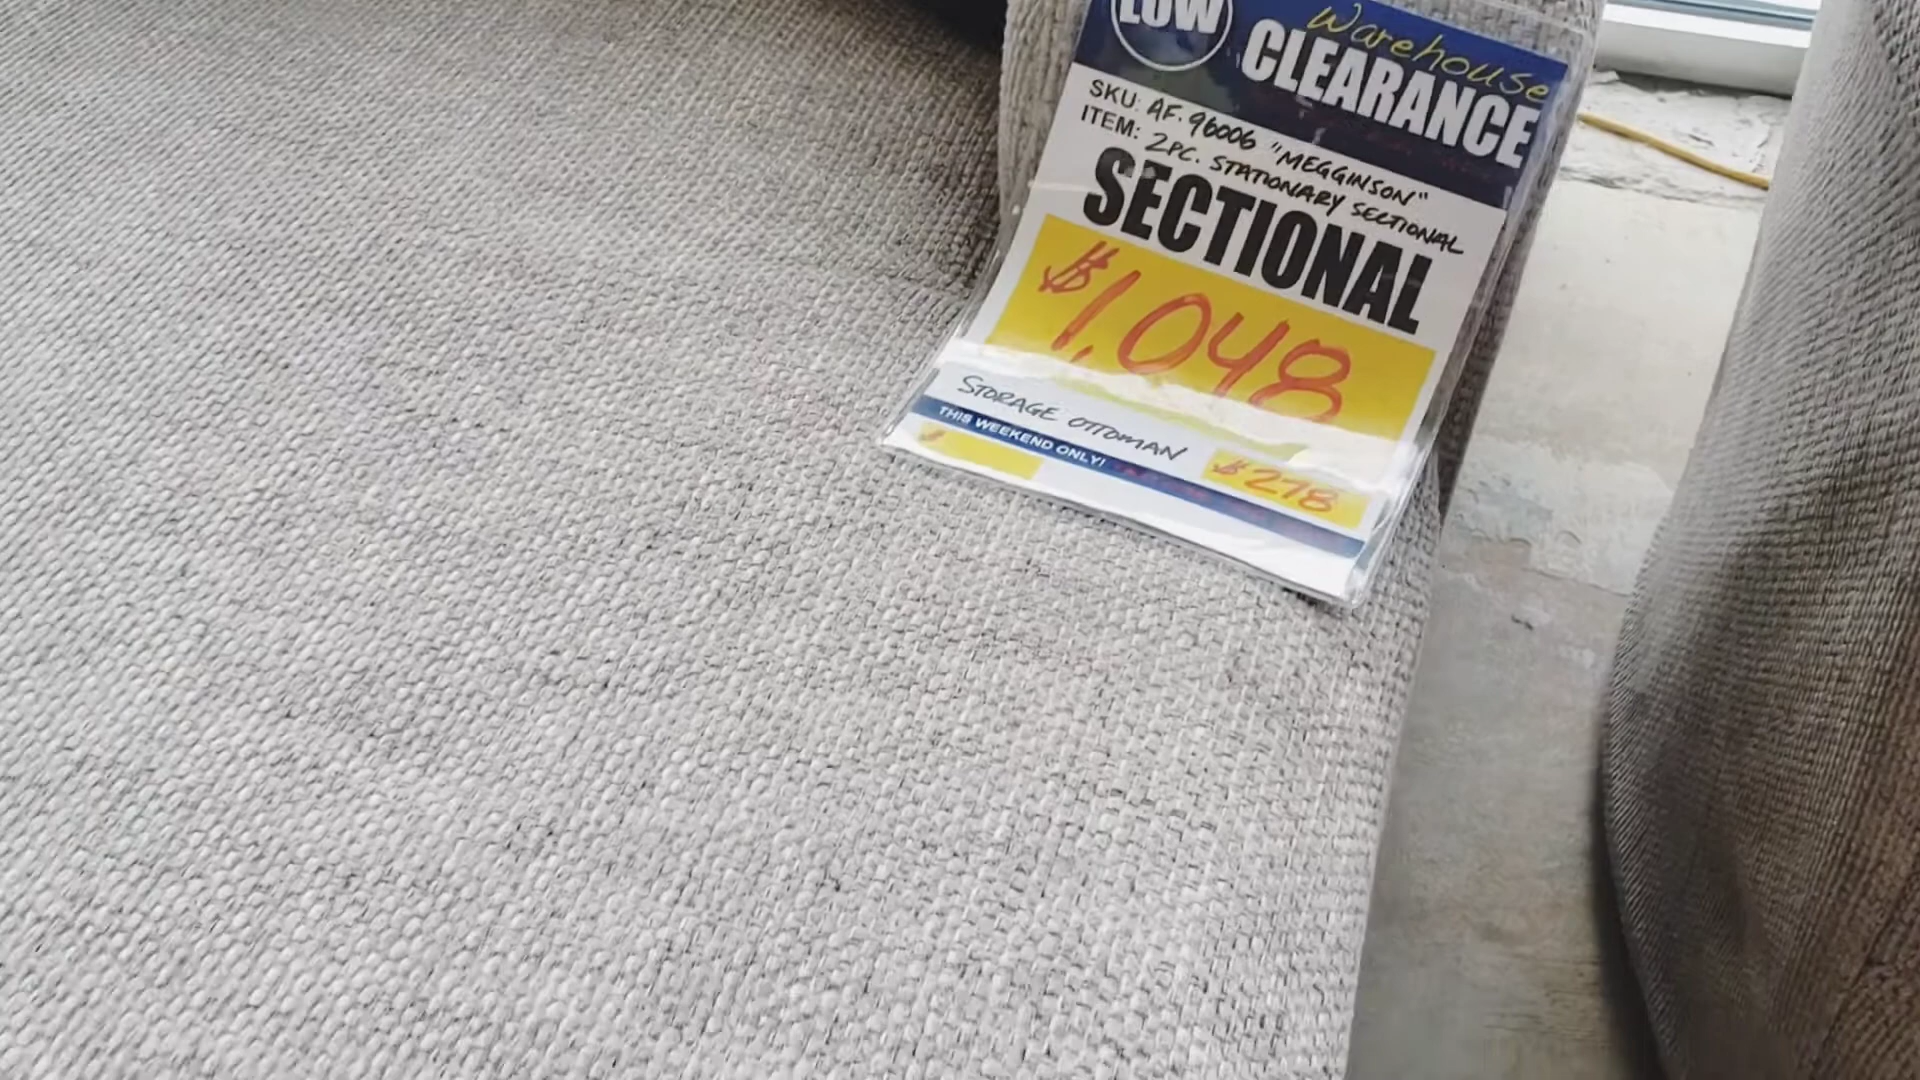 LOW
Warehouse
CLEARANCE
SKU: AF. 96006 "MEGGINSON"
ITEM: 2PC. STATIONARY SECTIONAL
SECTIONAL
$1,048
STORAGE OTTOMAN $278
THIS WEEKEND ONLY!
$